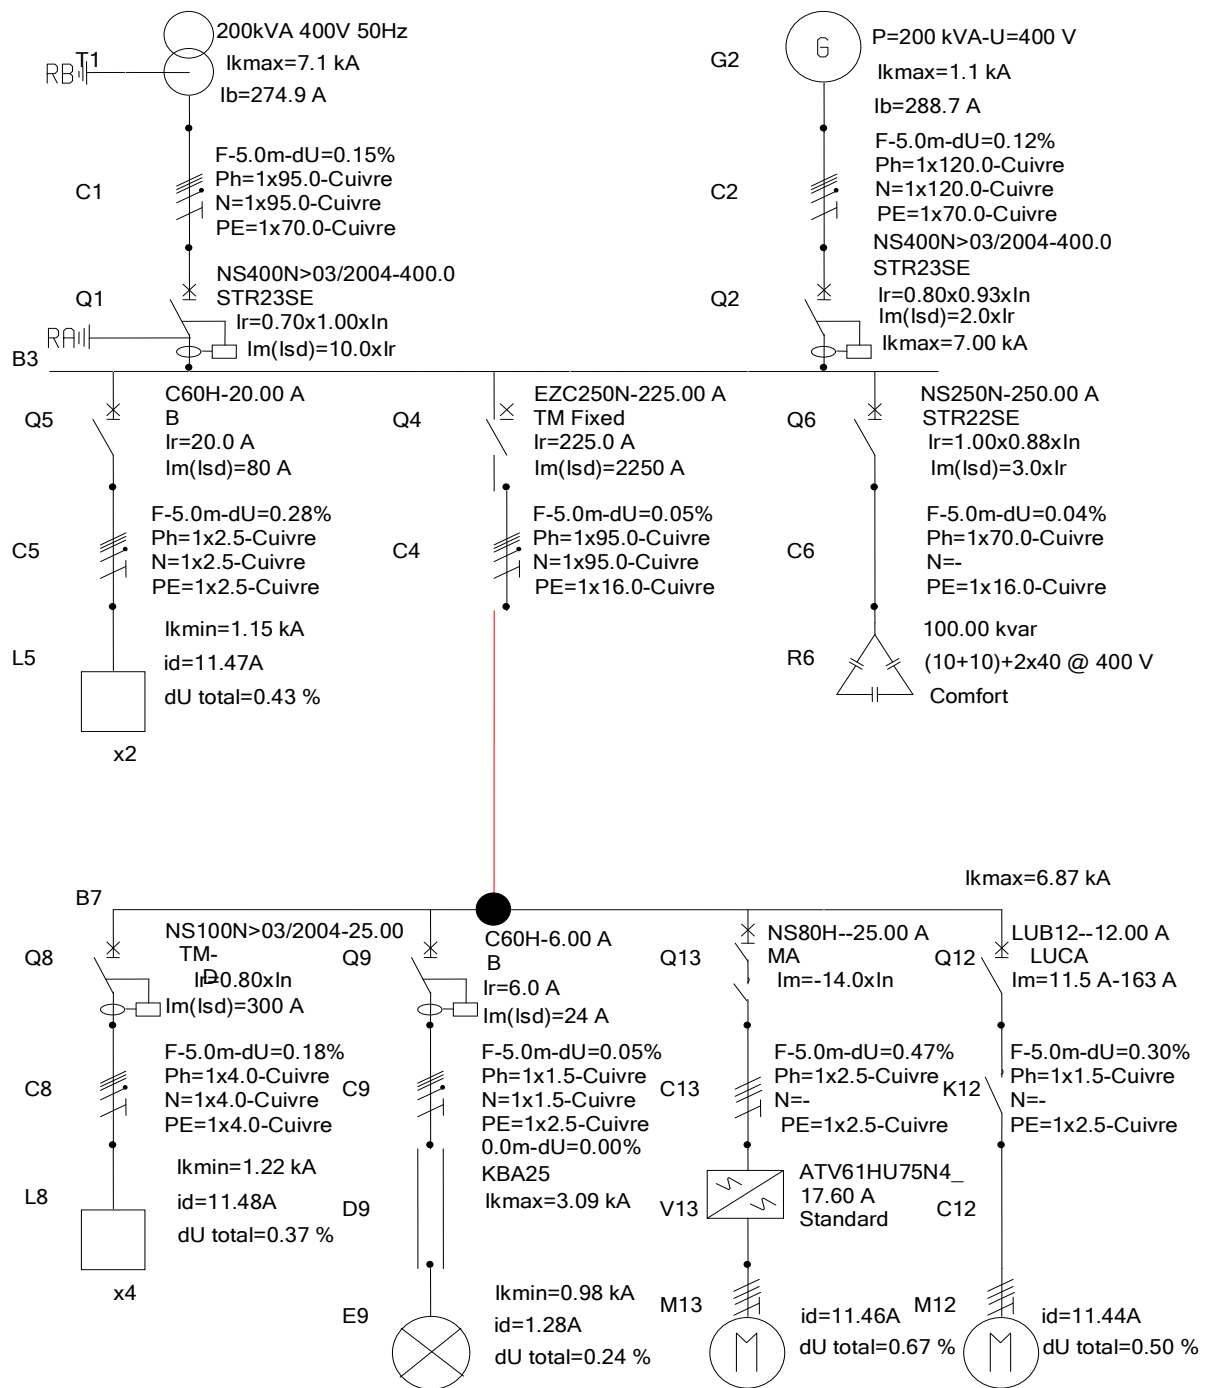 200kVA 400V 50Hz
T1
RB
Ikmax=7.1 kA
Ib=274.9 A
G
P=200 kVA-U=400 V
G2
Ikmax=1.1 kA
Ib=288.7 A
C1
F-5.0m-dU=0.15%
Ph=1x95.0-Cuivre
N=1x95.0-Cuivre
PE=1x70.0-Cuivre
C2
F-5.0m-dU=0.12%
Ph=1x120.0-Cuivre
N=1x120.0-Cuivre
PE=1x70.0-Cuivre
Q1
NS400N>03/2004-400.0
STR23SE
Ir=0.70x1.00xIn
Im(Isd)=10.0xIr
RA
Q2
NS400N>03/2004-400.0
STR23SE
Ir=0.80x0.93xIn
Im(Isd)=2.0xIr
Ikmax=7.00 kA
B3
Q5
C60H-20.00 A
B
Ir=20.0 A
Im(Isd)=80 A
Q4
EZC250N-225.00 A
TM Fixed
Ir=225.0 A
Im(Isd)=2250 A
Q6
NS250N-250.00 A
STR22SE
Ir=1.00x0.88xIn
Im(Isd)=3.0xIr
C5
F-5.0m-dU=0.28%
Ph=1x2.5-Cuivre
N=1x2.5-Cuivre
PE=1x2.5-Cuivre
C4
F-5.0m-dU=0.05%
Ph=1x95.0-Cuivre
N=1x95.0-Cuivre
PE=1x16.0-Cuivre
C6
F-5.0m-dU=0.04%
Ph=1x70.0-Cuivre
N=-
PE=1x16.0-Cuivre
L5
Ikmin=1.15 kA
id=11.47A
dU total=0.43 %
x2
R6
100.00 kvar
(10+10)+2x40 @ 400 V
Comfort
B7
Ikmax=6.87 kA
Q8
NS100N>03/2004-25.00
TM-
D
Ir=0.80xIn
Im(Isd)=300 A
Q9
C60H-6.00 A
B
Ir=6.0 A
Im(Isd)=24 A
Q13
NS80H--25.00 A
MA
Im=-14.0xIn
Q12
LUB12--12.00 A
LUCA
Im=11.5 A-163 A
C8
F-5.0m-dU=0.18%
Ph=1x4.0-Cuivre
N=1x4.0-Cuivre
PE=1x4.0-Cuivre
C9
F-5.0m-dU=0.05%
Ph=1x1.5-Cuivre
N=1x1.5-Cuivre
PE=1x2.5-Cuivre
C13
F-5.0m-dU=0.47%
Ph=1x2.5-Cuivre
N=-
PE=1x2.5-Cuivre
K12
F-5.0m-dU=0.30%
Ph=1x1.5-Cuivre
N=-
PE=1x2.5-Cuivre
L8
Ikmin=1.22 kA
id=11.48A
dU total=0.37 %
x4
D9
0.0m-dU=0.00%
KBA25
Ikmax=3.09 kA
V13
ATV61HU75N4_
17.60 A
Standard
C12
E9
Ikmin=0.98 kA
id=1.28A
dU total=0.24 %
M13
id=11.46A
dU total=0.67 %
M
M12
id=11.44A
dU total=0.50 %
M